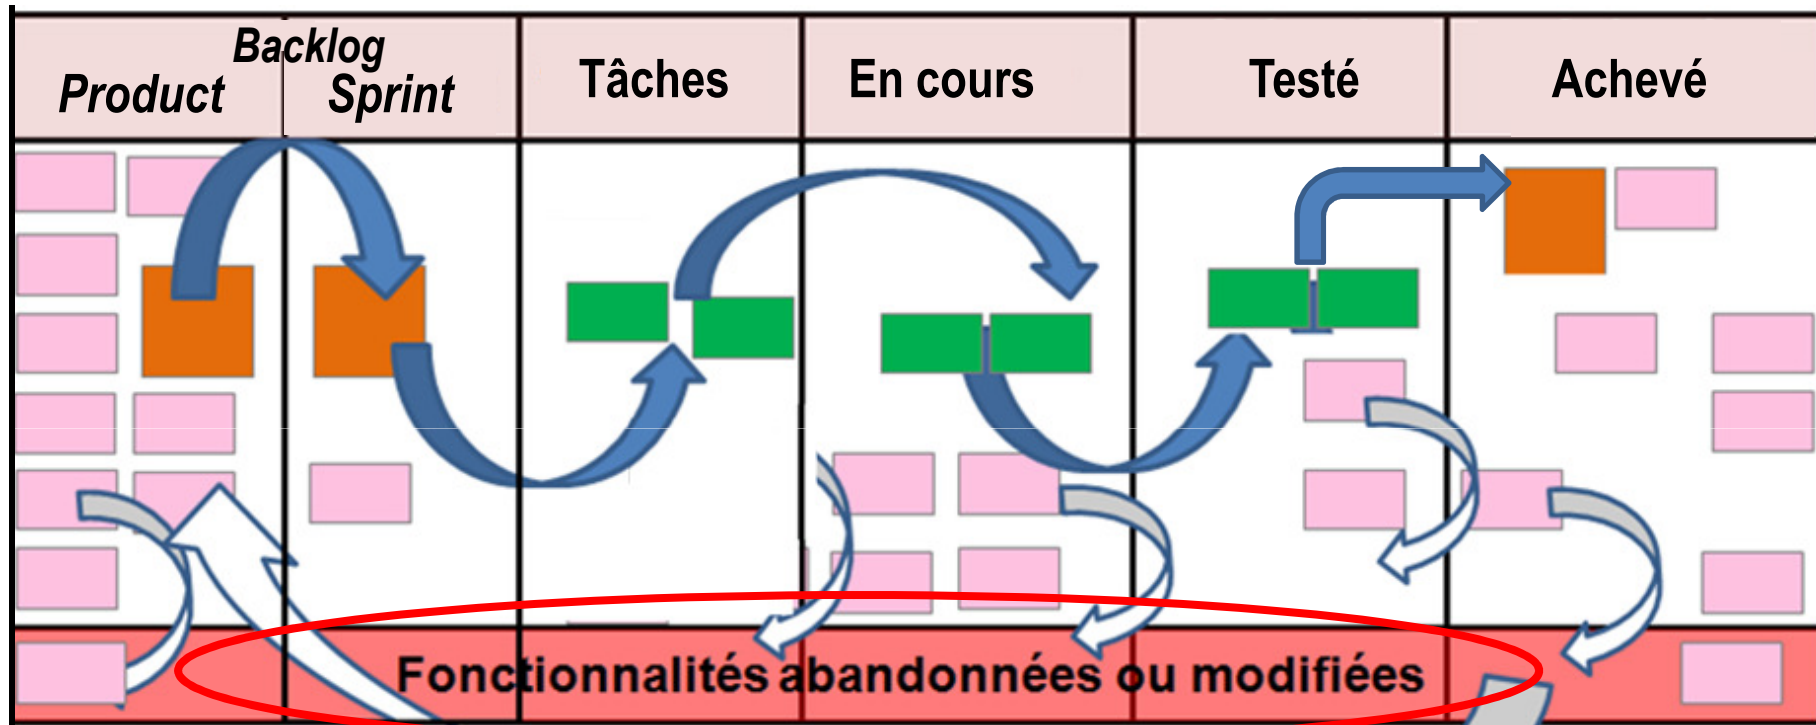 Backlog
Product Sprint Tâches En cours Testé Achevé
Fonctionnalités abandonnées ou modifiées